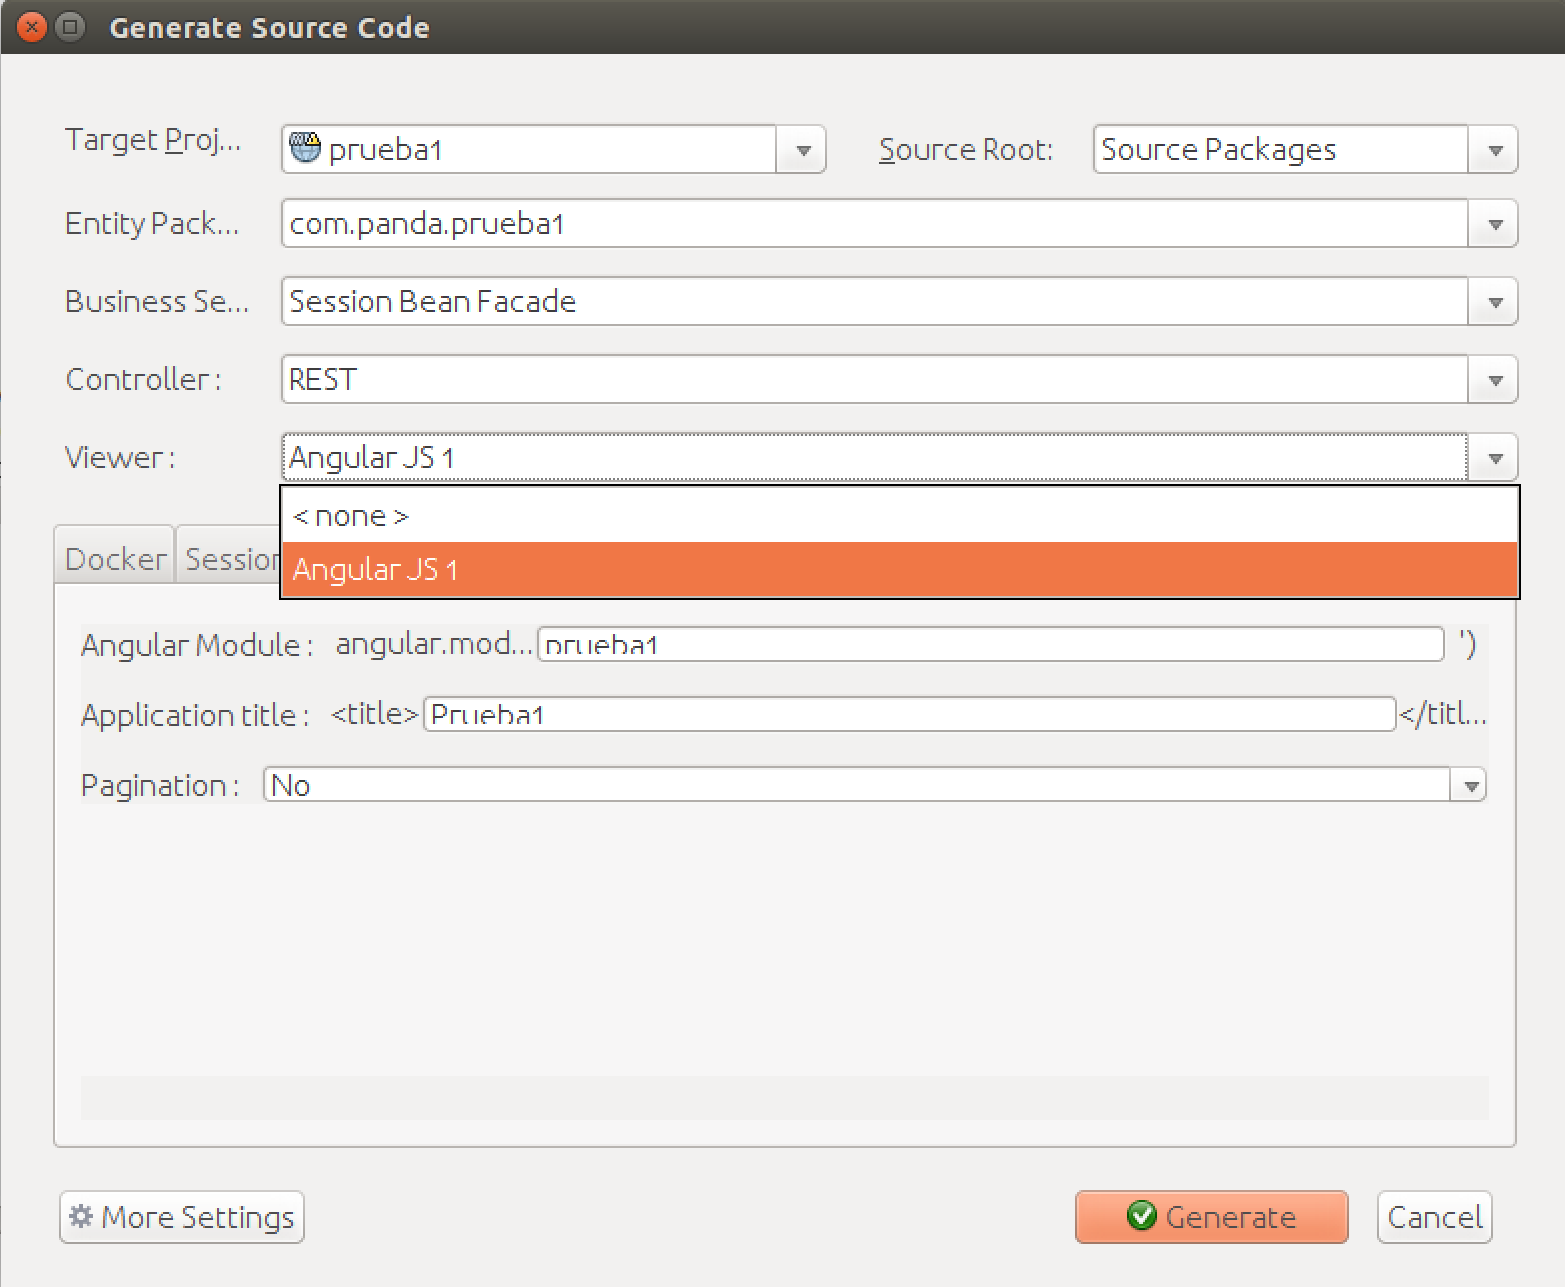 Generate Source Code
Target Proj... prueba1 Source Root: Source Packages
Entity Pack... com.panda.prueba1
Business Se... Session Bean Facade
Controller : REST
Viewer : Angular JS 1
< none >
Docker Session
Angular JS 1
Angular Module : angular.mod... prueba1 ')
Application title : <title> Prueba1 </titl...
Pagination : No
More Settings Generate Cancel